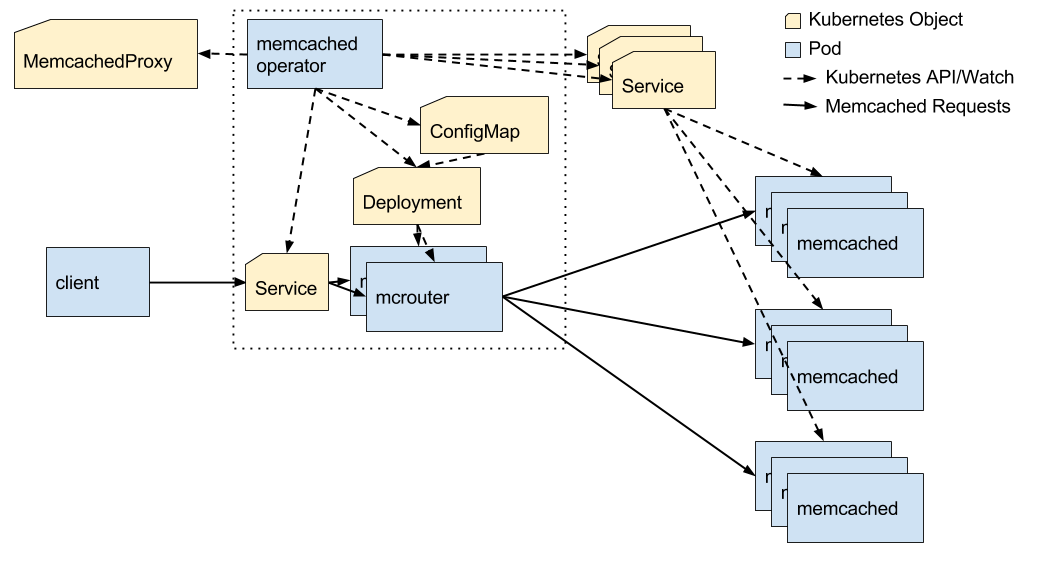 MemcachedProxy
memcached
operator
Service
Kubernetes Object
Pod
Kubernetes API/Watch
Memcached Requests
ConfigMap
Deployment
client
Service
mcrouter
memcached
memcached
memcached